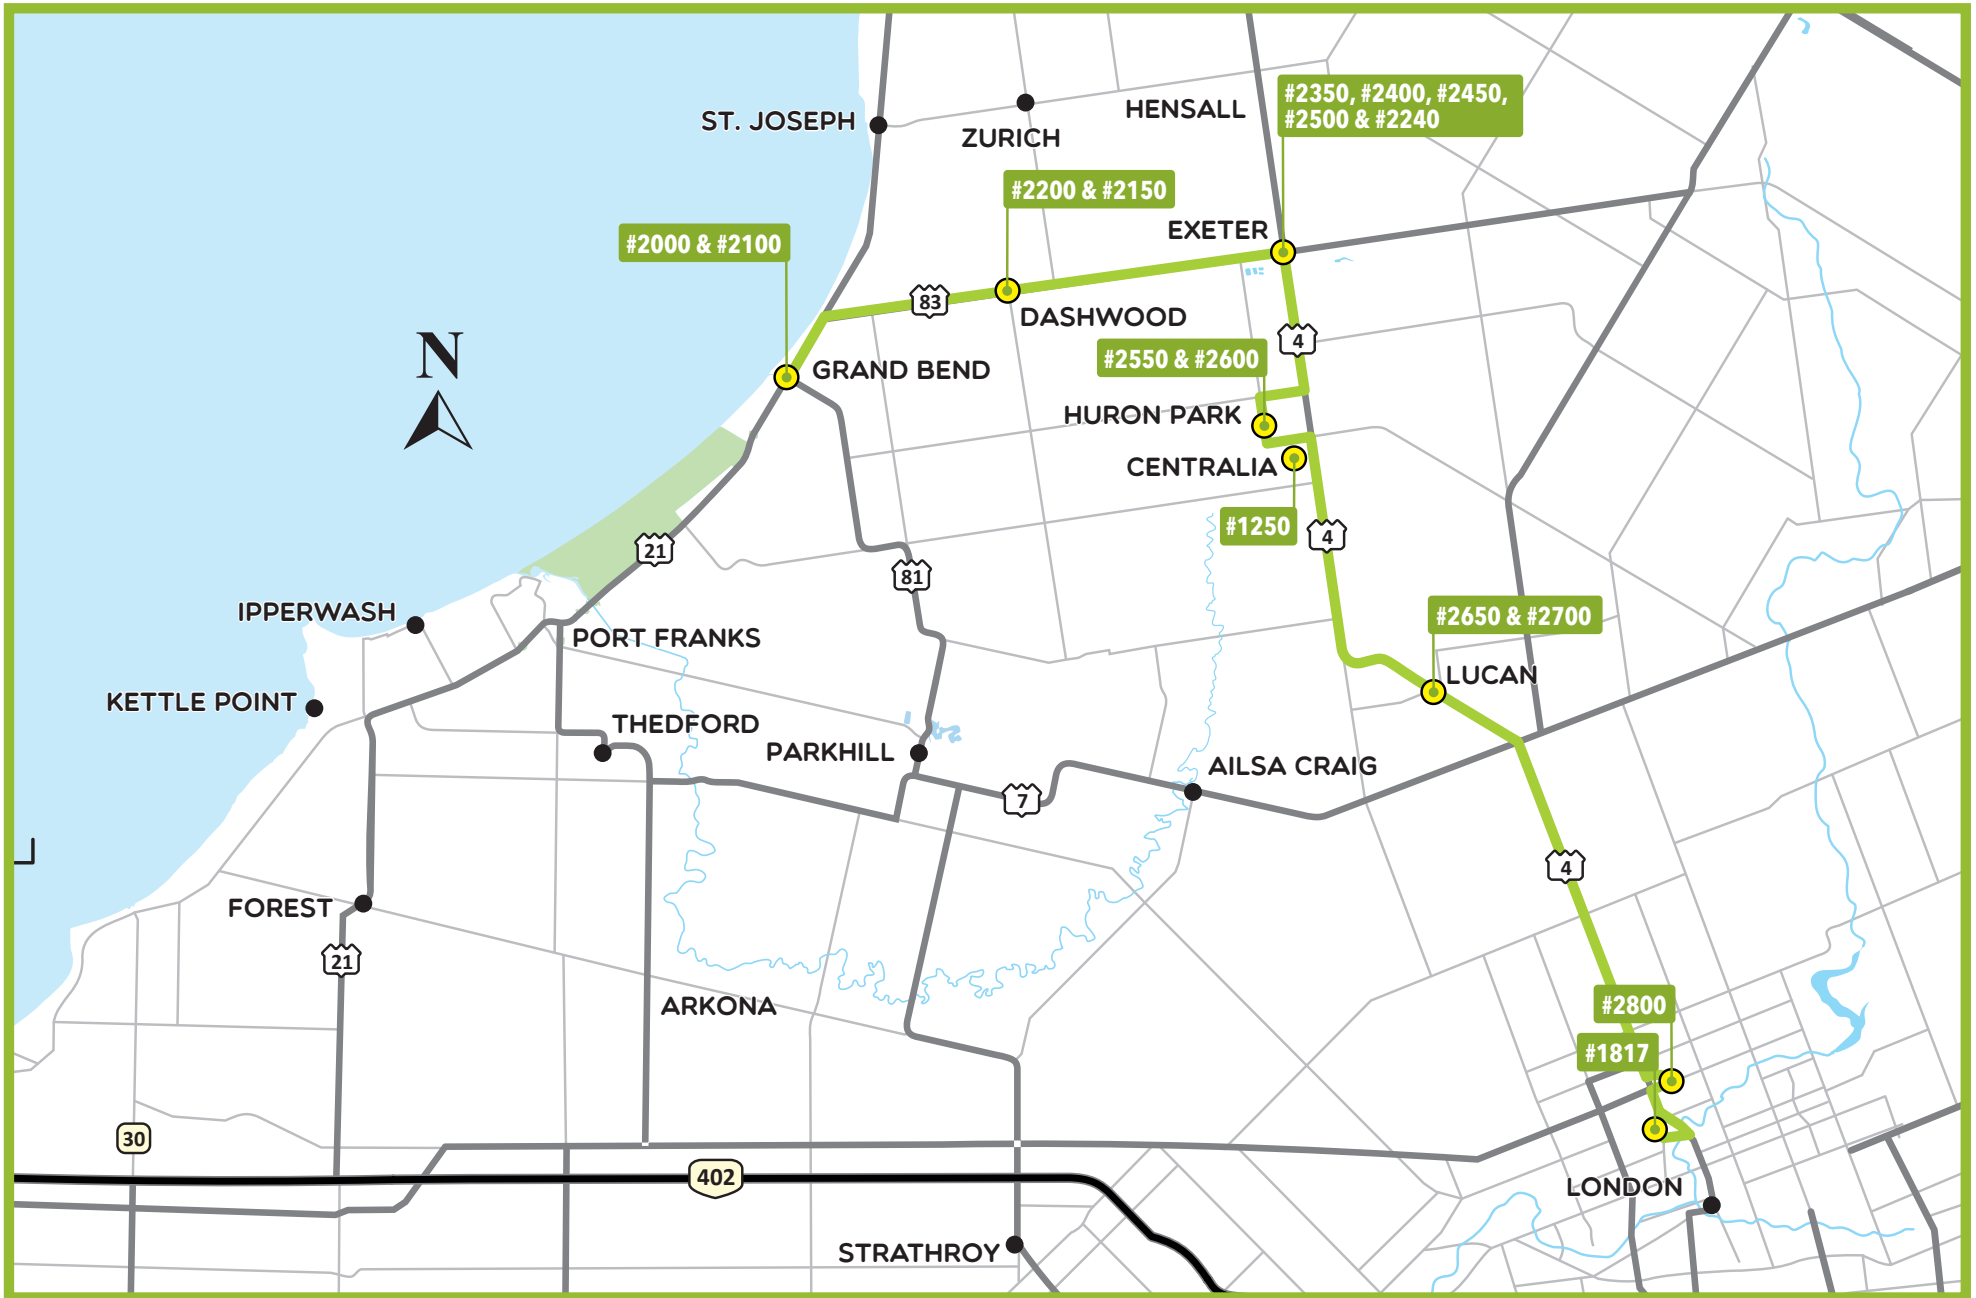 #2350, #2400, #2450,
#2500 & #2240
HENSALL
ST. JOSEPH
ZURICH
#2200 & #2150
EXETER
#2000 & #2100
83
DASHWOOD
4
N
#2550 & #2600
GRAND BEND
HURON PARK
CENTRALIA
#1250
4
21
81
IPPERWASH
#2650 & #2700
PORT FRANKS
LUCAN
KETTLE POINT
THEDFORD
PARKHILL
AILSA CRAIG
7
4
FOREST
21
ARKONA
#2800
#1817
30
402
LONDON
STRATHROY